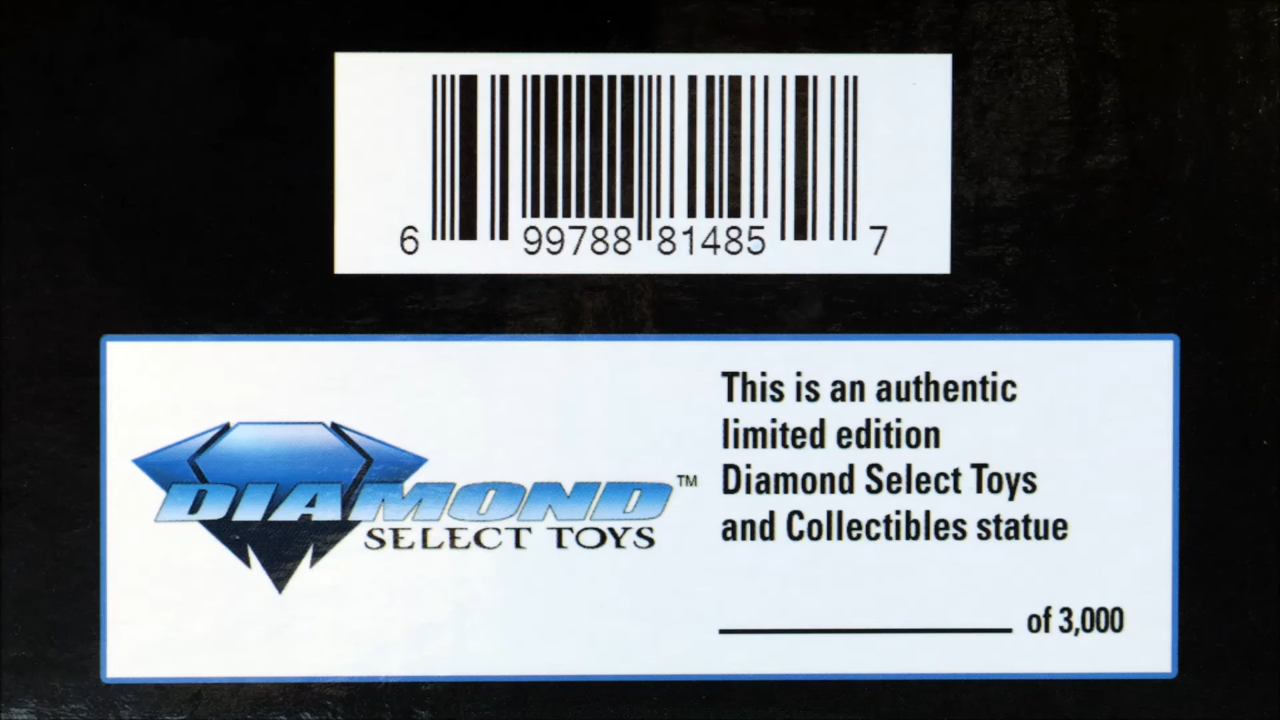 6 99788 81485 7
DIAMOND™
SELECT TOYS
This is an authentic
limited edition
Diamond Select Toys
and Collectibles statue
of 3,000